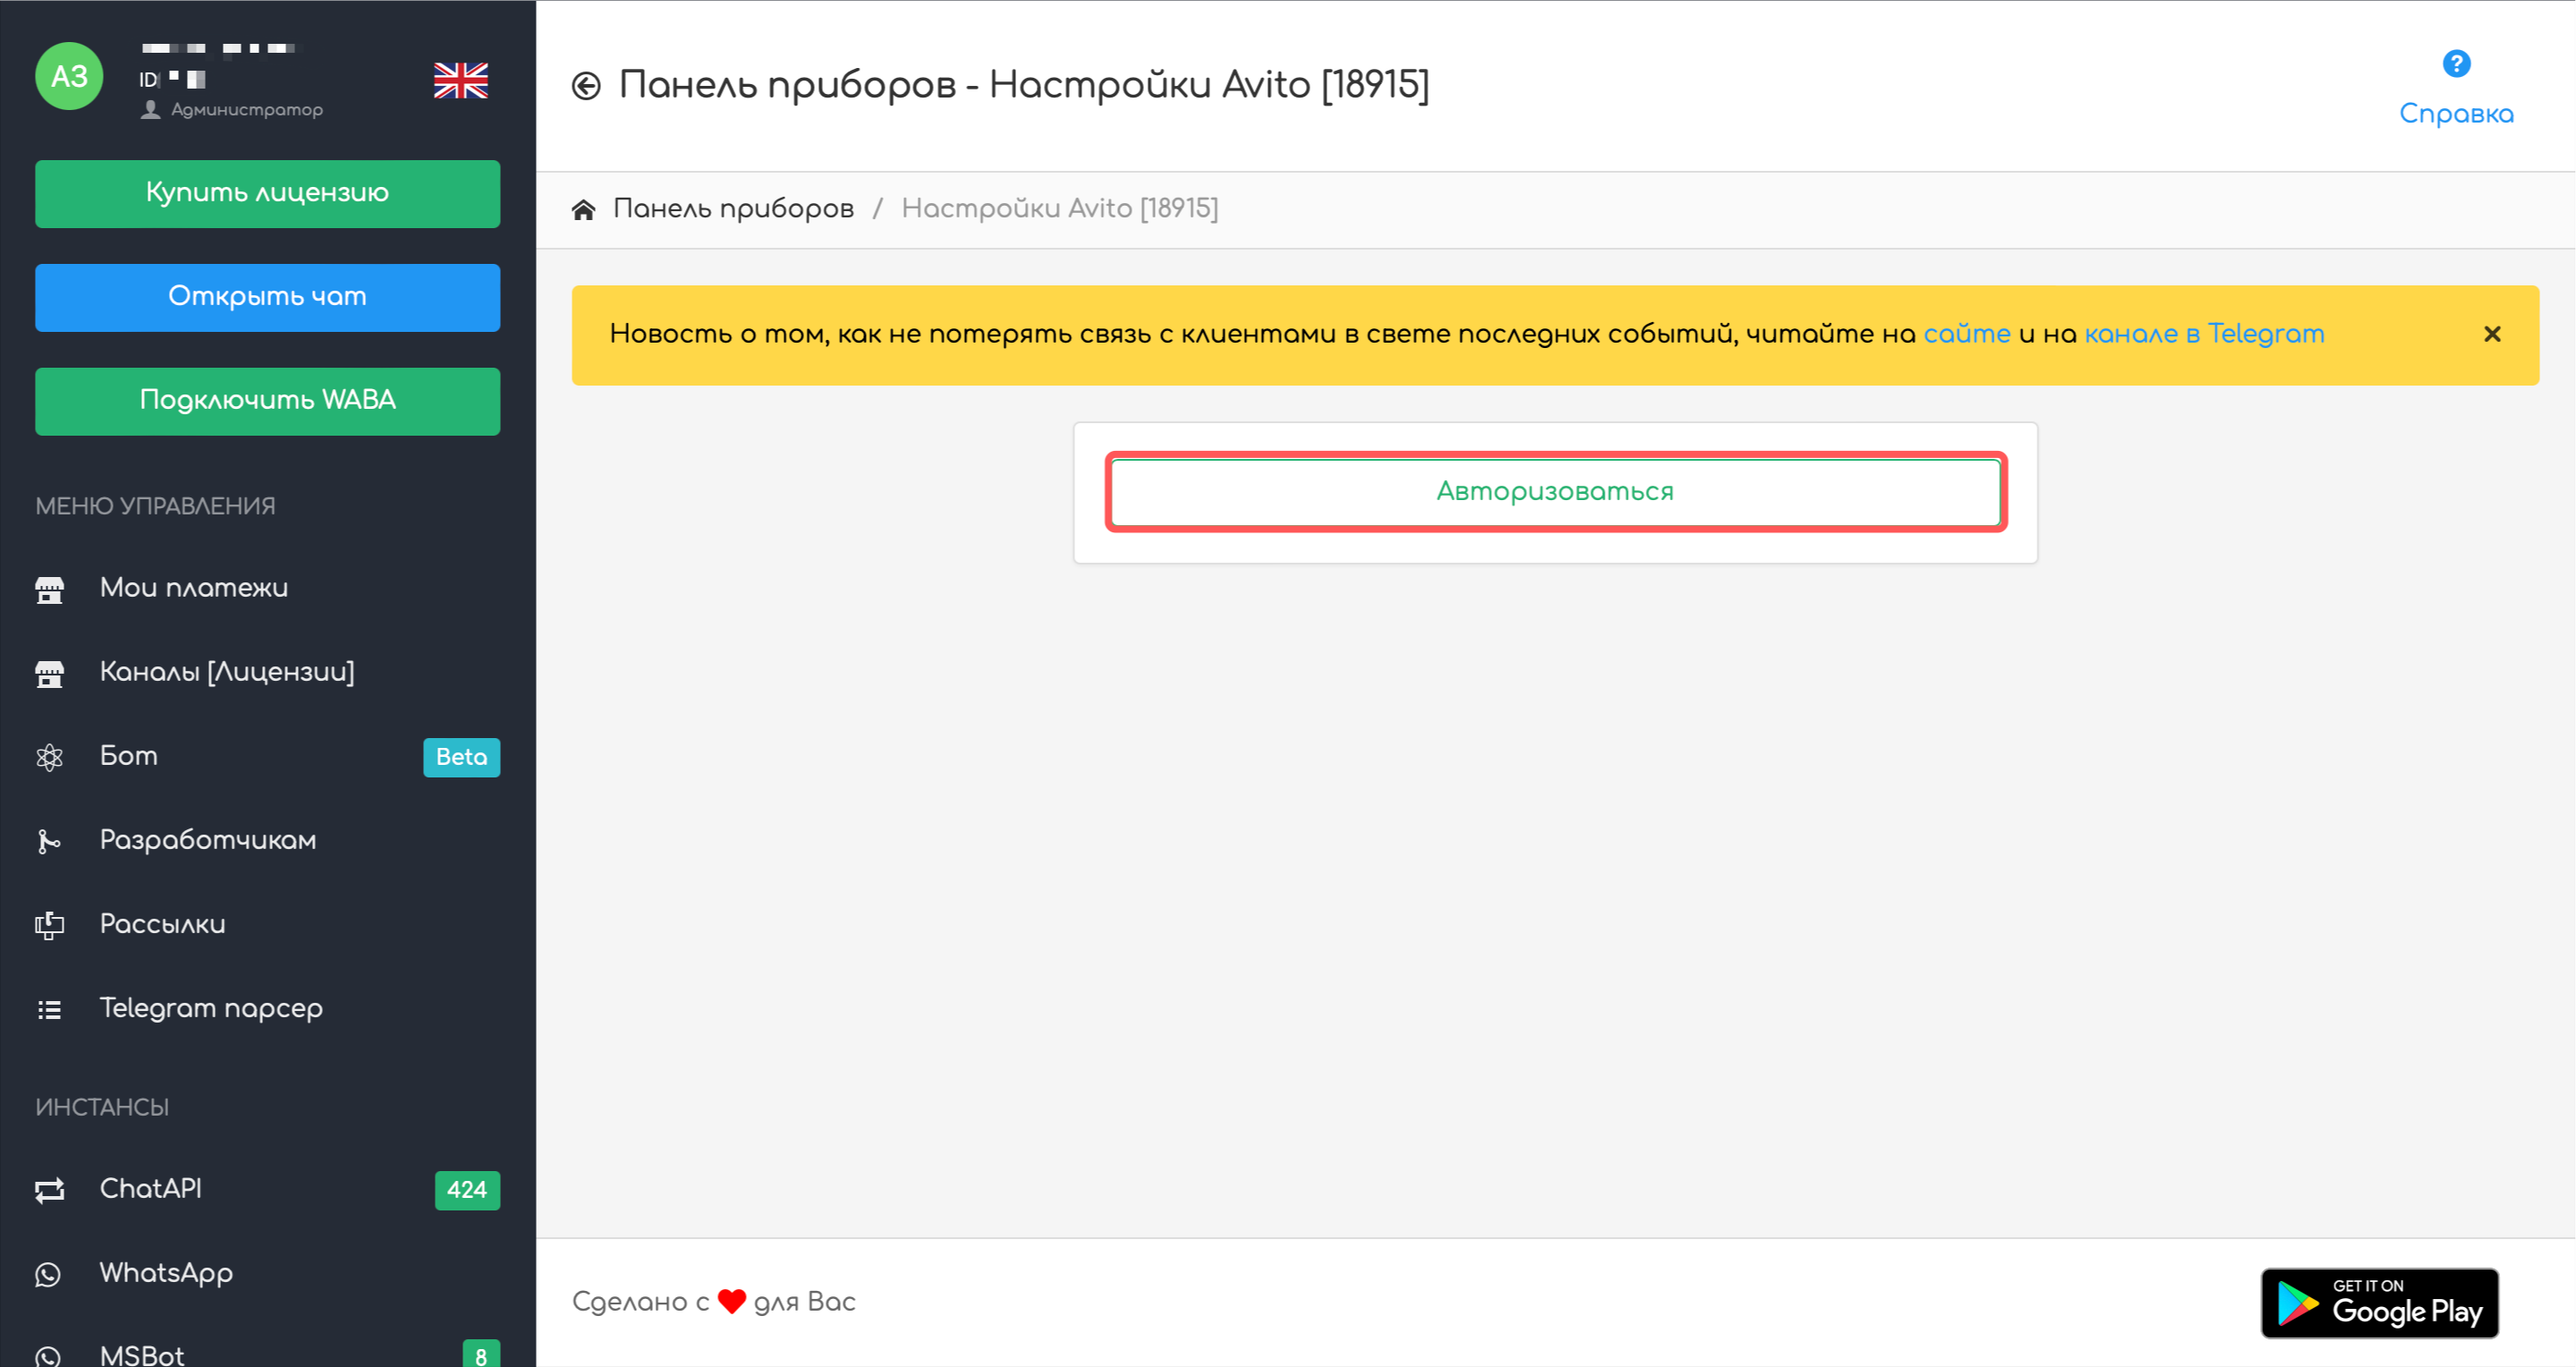 АЗ
ID
Администратор
Купить лицензию
Открыть чат
Подключить WABA
МЕНЮ УПРАВЛЕНИЯ
Мои платежи
Каналы [Лицензии]
Бот
Beta
Разработчикам
Рассылки
Telegram парсер
ИНСТАНСЫ
ChatAPI
424
WhatsApp
MSBot
8
Панель приборов - Настройки Avito [18915]
Справка
Панель приборов / Настройки Avito [18915]
Новость о том, как не потерять связь с клиентами в свете последних событий, читайте на сайте и на канале в Telegram
Авторизоваться
Сделано с ❤ для Вас
GET IT ON
Google Play